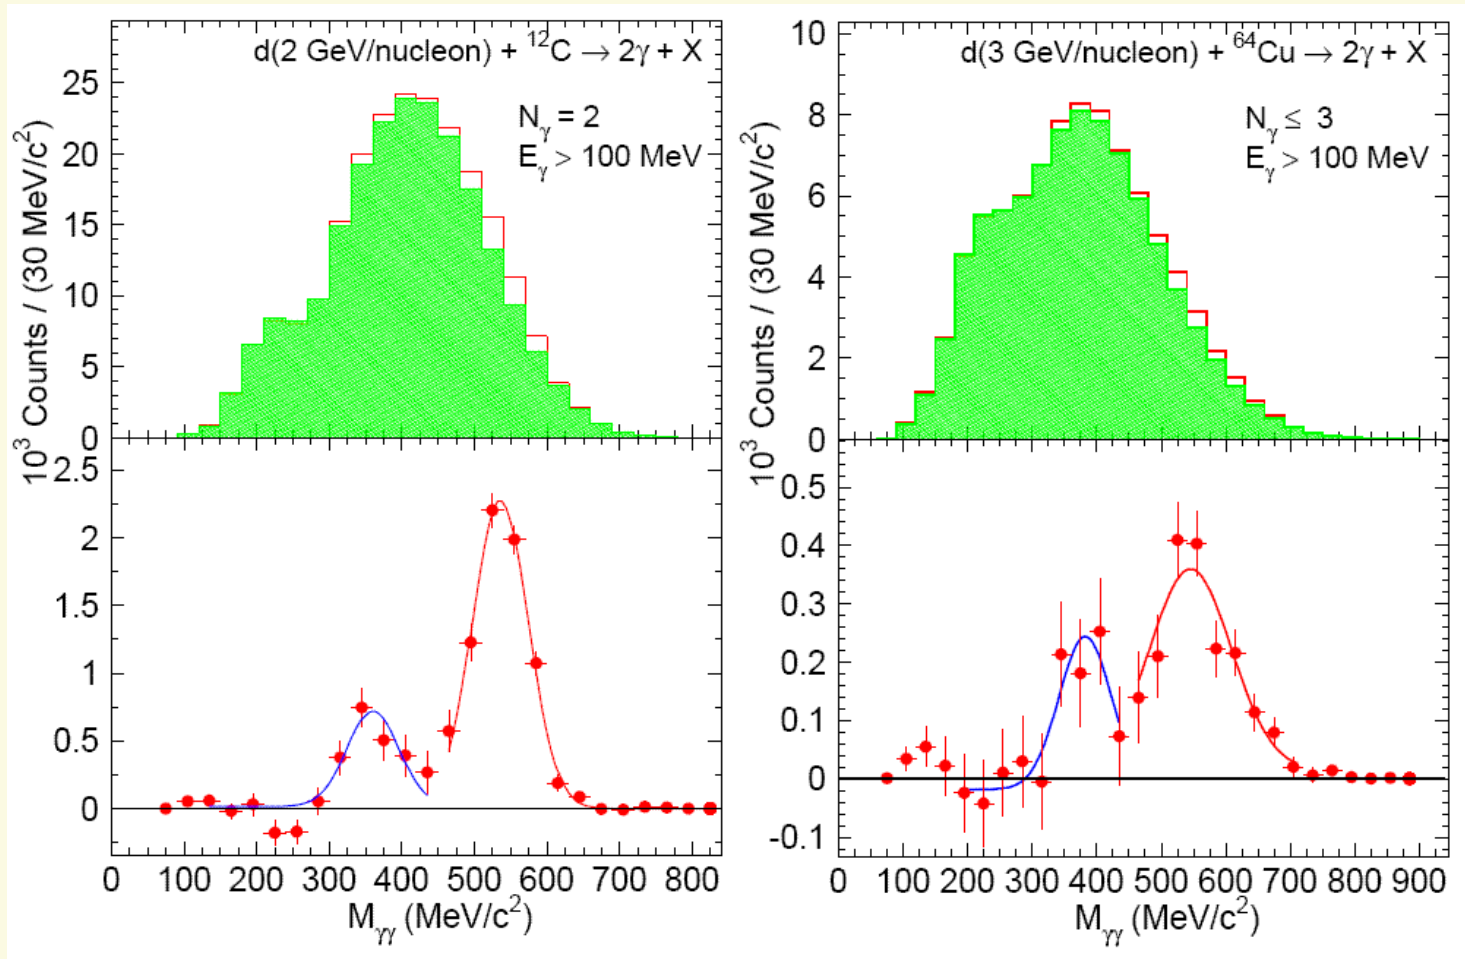 d(2 GeV/nucleon) + ¹²C → 2γ + X
N_γ = 2
E_γ > 100 MeV
25
20
15
10
5
0
10³ Counts / (30 MeV/c²)
2.5
2
1.5
1
0.5
0
0 100 200 300 400 500 600 700 800
M_γγ (MeV/c²)
d(3 GeV/nucleon) + ⁶⁴Cu → 2γ + X
N_γ ≤ 3
E_γ > 100 MeV
10
8
6
4
2
0
10³ Counts / (30 MeV/c²)
0.5
0.4
0.3
0.2
0.1
0
-0.1
0 100 200 300 400 500 600 700 800 900
M_γγ (MeV/c²)